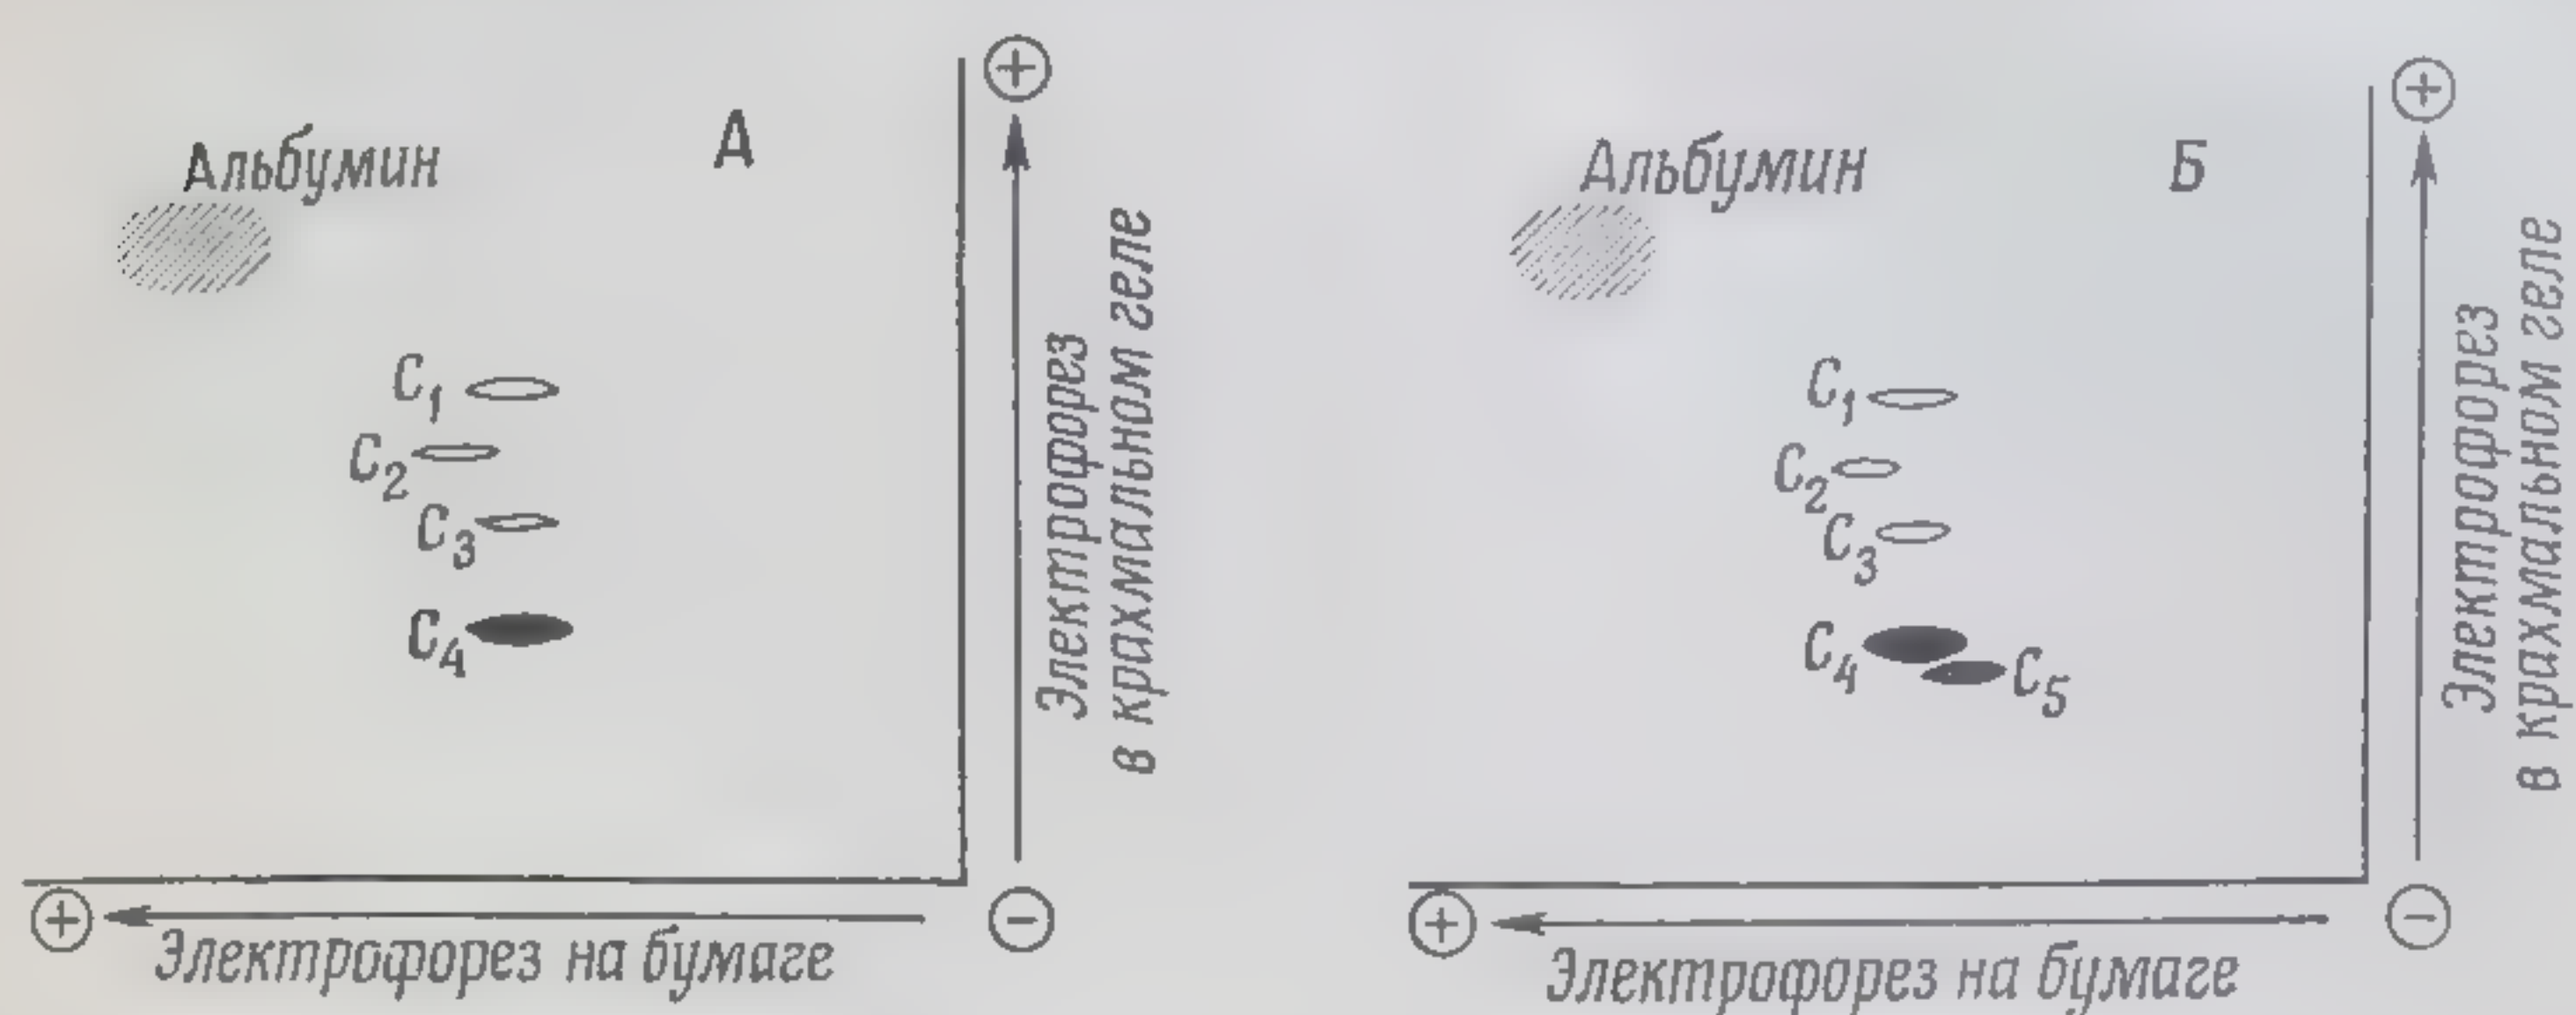 А
Альбумин
C1
C2
C3
C4
+
Электрофорез
в крахмальном геле
+
−
Электрофорез на бумаге
Б
Альбумин
C1
C2
C3
C4
C5
+
Электрофорез
в крахмальном геле
+
−
Электрофорез на бумаге